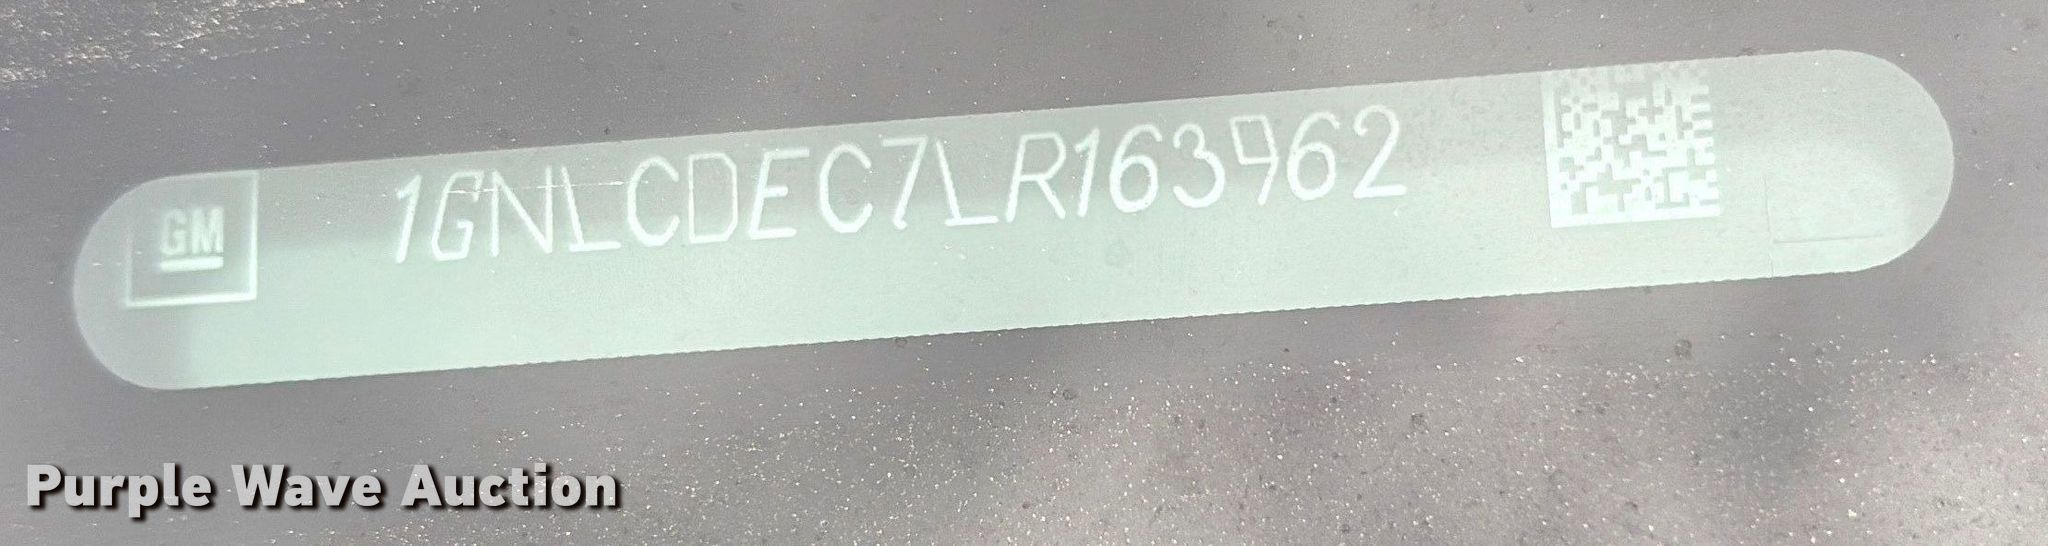 GM
1GNLCDEC7LR163962
Purple Wave Auction